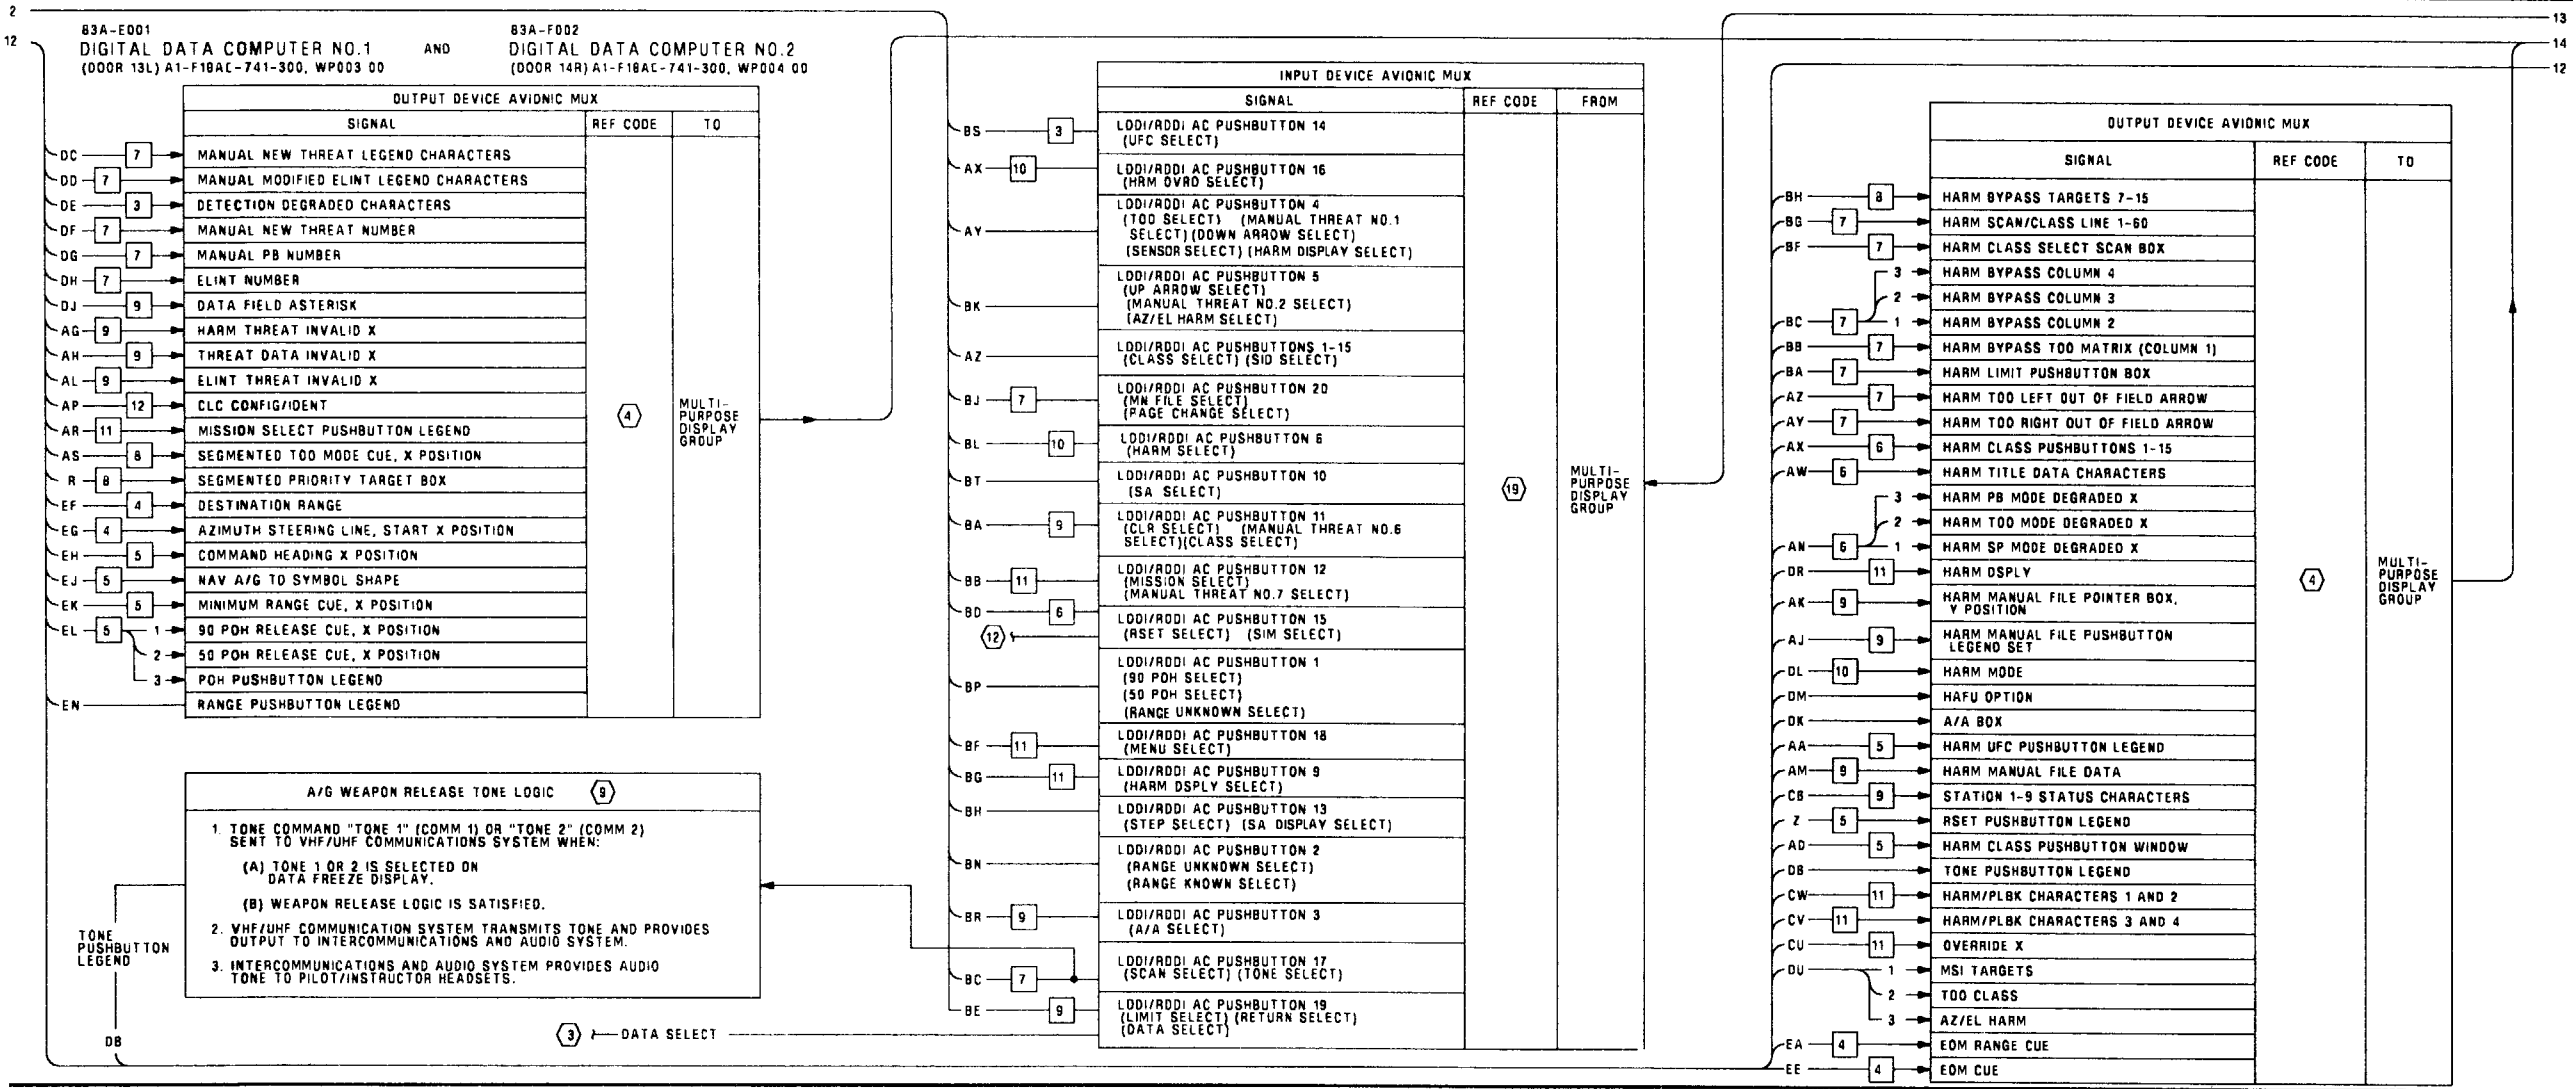 2
12
83A-E001
DIGITAL DATA COMPUTER NO.1
(DOOR 13L) A1-F18AC-741-300, WP003 00
AND
83A-F002
DIGITAL DATA COMPUTER NO.2
(DOOR 14R) A1-F18AC-741-300, WP004 00
OUTPUT DEVICE AVIONIC MUX
SIGNAL REF CODE TO
DC 7 MANUAL NEW THREAT LEGEND CHARACTERS
DD 7 MANUAL MODIFIED ELINT LEGEND CHARACTERS
DE 3 DETECTION DEGRADED CHARACTERS
DF 7 MANUAL NEW THREAT NUMBER
DG 7 MANUAL PB NUMBER
DH 7 ELINT NUMBER
DJ 9 DATA FIELD ASTERISK
AG 9 HARM THREAT INVALID X
AH 9 THREAT DATA INVALID X
AL 9 ELINT THREAT INVALID X
AP 12 CLC CONFIG/IDENT
AR 11 MISSION SELECT PUSHBUTTON LEGEND
AS 8 SEGMENTED TOO MODE CUE, X POSITION
R 8 SEGMENTED PRIORITY TARGET BOX
EF 4 DESTINATION RANGE
EG 4 AZIMUTH STEERING LINE, START X POSITION
EH 5 COMMAND HEADING X POSITION
EJ 5 NAV A/G TO SYMBOL SHAPE
EK 5 MINIMUM RANGE CUE, X POSITION
EL 5 1 90 POH RELEASE CUE, X POSITION
2 50 POH RELEASE CUE, X POSITION
3 POH PUSHBUTTON LEGEND
EN RANGE PUSHBUTTON LEGEND
4
MULTI-
PURPOSE
DISPLAY
GROUP
A/G WEAPON RELEASE TONE LOGIC 9
1. TONE COMMAND "TONE 1" (COMM 1) OR "TONE 2" (COMM 2)
SENT TO VHF/UHF COMMUNICATIONS SYSTEM WHEN:
(A) TONE 1 OR 2 IS SELECTED ON
DATA FREEZE DISPLAY.
(B) WEAPON RELEASE LOGIC IS SATISFIED.
2. VHF/UHF COMMUNICATION SYSTEM TRANSMITS TONE AND PROVIDES
OUTPUT TO INTERCOMMUNICATIONS AND AUDIO SYSTEM.
3. INTERCOMMUNICATIONS AND AUDIO SYSTEM PROVIDES AUDIO
TONE TO PILOT/INSTRUCTOR HEADSETS.
TONE
PUSHBUTTON
LEGEND
DB
INPUT DEVICE AVIONIC MUX
SIGNAL REF CODE FROM
BS 3 LDDI/RDDI AC PUSHBUTTON 14
(UFC SELECT)
AX 10 LDDI/RDDI AC PUSHBUTTON 16
(HRM OVRD SELECT)
AY LDDI/RDDI AC PUSHBUTTON 4
(TOO SELECT) (MANUAL THREAT NO.1
SELECT)(DOWN ARROW SELECT)
(SENSOR SELECT)(HARM DISPLAY SELECT)
BK LDDI/RDDI AC PUSHBUTTON 5
(UP ARROW SELECT)
(MANUAL THREAT NO.2 SELECT)
(AZ/EL HARM SELECT)
AZ LDDI/RDDI AC PUSHBUTTONS 1-15
(CLASS SELECT)(SID SELECT)
BJ 7 LDDI/RDDI AC PUSHBUTTON 20
(MN FILE SELECT)
(PAGE CHANGE SELECT)
BL 10 LDDI/RDDI AC PUSHBUTTON 6
(HARM SELECT)
BT LDDI/RDDI AC PUSHBUTTON 10
(SA SELECT)
BA 9 LDDI/RDDI AC PUSHBUTTON 11
(CLR SELECT) (MANUAL THREAT NO.6
SELECT)(CLASS SELECT)
BB 11 LDDI/RDDI AC PUSHBUTTON 12
(MISSION SELECT)
(MANUAL THREAT NO.7 SELECT)
BD 6 LDDI/RDDI AC PUSHBUTTON 15
12 (RSET SELECT) (SIM SELECT)
BP LDDI/RDDI AC PUSHBUTTON 1
(90 POH SELECT)
(50 POH SELECT)
(RANGE UNKNOWN SELECT)
BF 11 LDDI/RDDI AC PUSHBUTTON 18
(MENU SELECT)
BG 11 LDDI/RDDI AC PUSHBUTTON 9
(HARM DSPLY SELECT)
BH LDDI/RDDI AC PUSHBUTTON 13
(STEP SELECT) (SA DISPLAY SELECT)
BN LDDI/RDDI AC PUSHBUTTON 2
(RANGE UNKNOWN SELECT)
(RANGE KNOWN SELECT)
BR 9 LDDI/RDDI AC PUSHBUTTON 3
(A/A SELECT)
BC 7 LDDI/RDDI AC PUSHBUTTON 17
(SCAN SELECT)(TONE SELECT)
BE 9 LDDI/RDDI AC PUSHBUTTON 19
(LIMIT SELECT)(RETURN SELECT)
(DATA SELECT)
3 DATA SELECT
19
MULTI-
PURPOSE
DISPLAY
GROUP
13
14
12
OUTPUT DEVICE AVIONIC MUX
SIGNAL REF CODE TO
BH 8 HARM BYPASS TARGETS 7-15
BG 7 HARM SCAN/CLASS LINE 1-60
BF 7 HARM CLASS SELECT SCAN BOX
3 HARM BYPASS COLUMN 4
2 HARM BYPASS COLUMN 3
BC 7 1 HARM BYPASS COLUMN 2
BB 7 HARM BYPASS TOO MATRIX (COLUMN 1)
BA 7 HARM LIMIT PUSHBUTTON BOX
AZ 7 HARM TOO LEFT OUT OF FIELD ARROW
AY 7 HARM TOO RIGHT OUT OF FIELD ARROW
AX 6 HARM CLASS PUSHBUTTONS 1-15
AW 6 HARM TITLE DATA CHARACTERS
3 HARM PB MODE DEGRADED X
2 HARM TOO MODE DEGRADED X
AN 6 1 HARM SP MODE DEGRADED X
DR 11 HARM DSPLY
AK 9 HARM MANUAL FILE POINTER BOX,
Y POSITION
AJ 9 HARM MANUAL FILE PUSHBUTTON
LEGEND SET
DL 10 HARM MODE
DM HAFU OPTION
DK A/A BOX
AA 5 HARM UFC PUSHBUTTON LEGEND
AM 9 HARM MANUAL FILE DATA
CB 9 STATION 1-9 STATUS CHARACTERS
Z 5 RSET PUSHBUTTON LEGEND
AD 5 HARM CLASS PUSHBUTTON WINDOW
DB TONE PUSHBUTTON LEGEND
CW 11 HARM/PLBK CHARACTERS 1 AND 2
CV 11 HARM/PLBK CHARACTERS 3 AND 4
CU 11 OVERRIDE X
DU 1 MSI TARGETS
2 TOO CLASS
3 AZ/EL HARM
EA 4 EOM RANGE CUE
EE 4 EOM CUE
4
MULTI-
PURPOSE
DISPLAY
GROUP